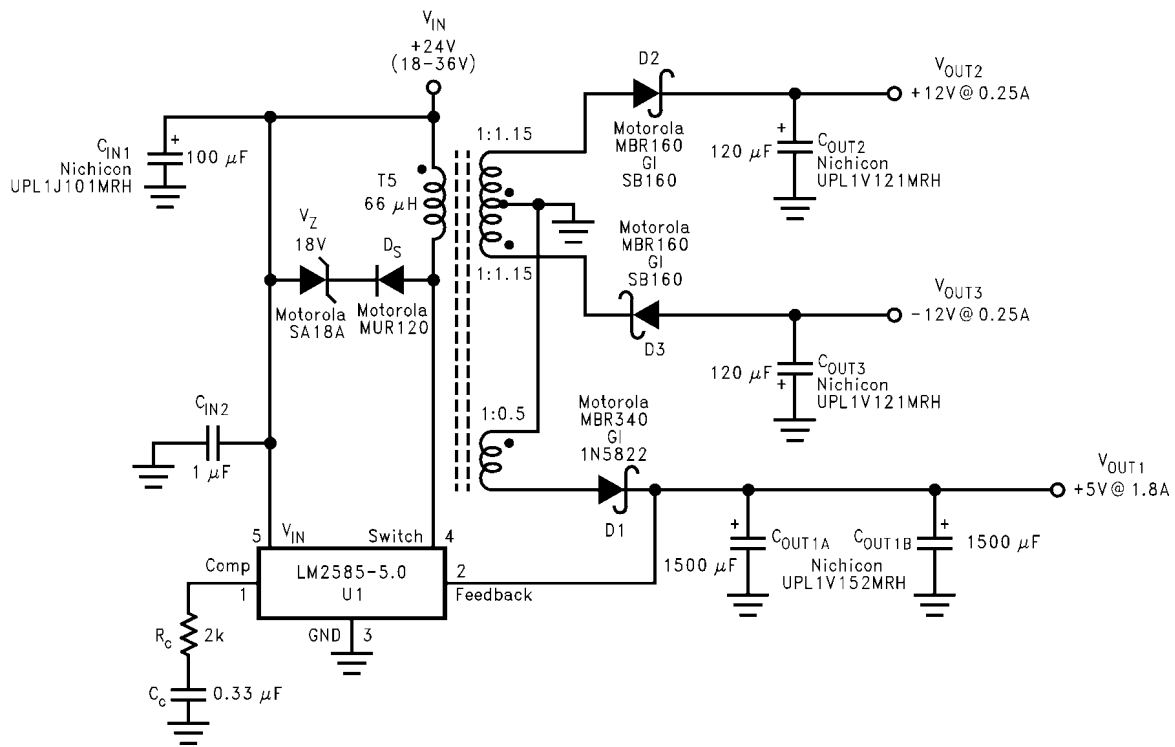 V_IN
+24V
(18-36V)
C_IN1
Nichicon
UPL1J101MRH
+
100 μF
T5
66 μH
V_Z
18V
Motorola
SA18A
D_S
Motorola
MUR120
C_IN2
1 μF
1:1.15
1:1.15
1:0.5
D2
Motorola
MBR160
GI
SB160
V_OUT2
+12V @ 0.25A
+
120 μF
C_OUT2
Nichicon
UPL1V121MRH
Motorola
MBR160
GI
SB160
D3
V_OUT3
-12V @ 0.25A
120 μF
+
C_OUT3
Nichicon
UPL1V121MRH
Motorola
MBR340
GI
1N5822
D1
V_OUT1
+5V @ 1.8A
+
1500 μF
C_OUT1A
C_OUT1B
Nichicon
UPL1V152MRH
+
1500 μF
5
V_IN
Switch
4
Comp
1
LM2585-5.0
U1
2
Feedback
GND
3
R_c
2k
C_c
0.33 μF